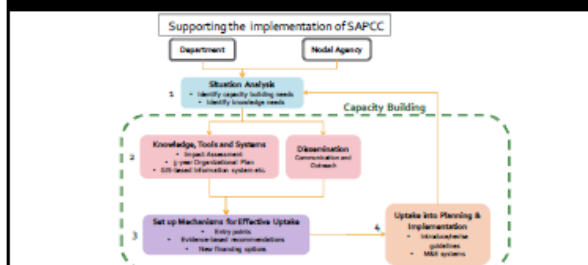 Supporting the implementation of SAPCC
Department
Nodal Agency
1
Situation Analysis
• Identify capacity building needs
• Identify knowledge needs
Capacity Building
2
Knowledge, Tools and Systems
• Impact Assessment
• 5-year Organizational Plan
• GIS-based Information system etc.
Dissemination
Communication and
Outreach
3
Set up Mechanisms for Effective Uptake
• Entry points
• Evidence based recommendations
• New financing options
4
Uptake into Planning &
Implementation
• Introduce/revise
guidelines
• M&E systems